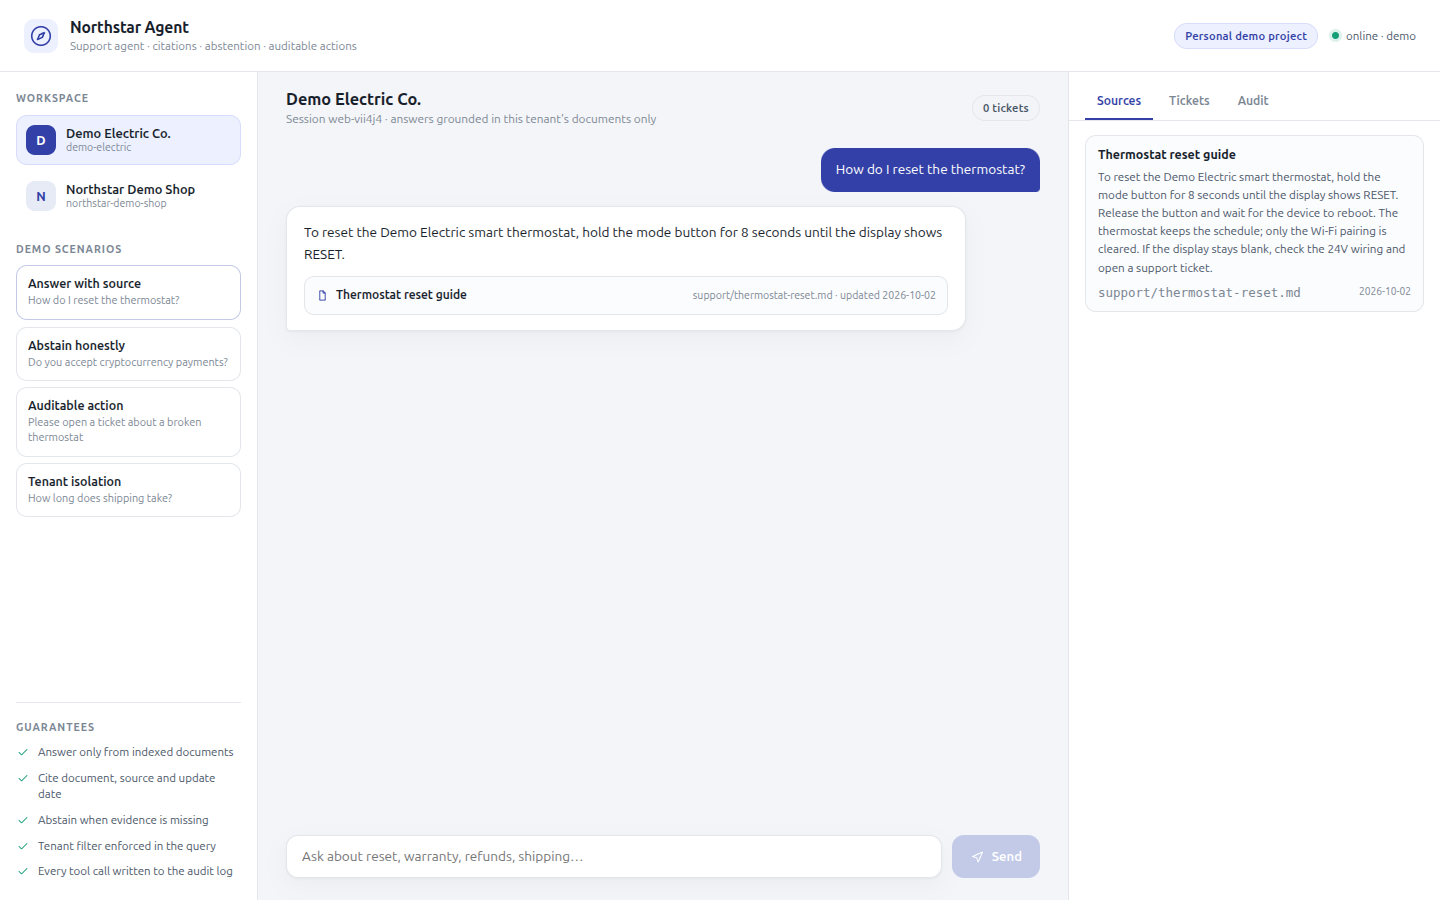 Northstar Agent
Support agent · citations · abstention · auditable actions
Personal demo project
online · demo
WORKSPACE
D
Demo Electric Co.
demo-electric
N
Northstar Demo Shop
northstar-demo-shop
DEMO SCENARIOS
Answer with source
How do I reset the thermostat?
Abstain honestly
Do you accept cryptocurrency payments?
Auditable action
Please open a ticket about a broken
thermostat
Tenant isolation
How long does shipping take?
GUARANTEES
Answer only from indexed documents
Cite document, source and update
date
Abstain when evidence is missing
Tenant filter enforced in the query
Every tool call written to the audit log
Demo Electric Co.
Session web-vii4j4 · answers grounded in this tenant's documents only
0 tickets
How do I reset the thermostat?
To reset the Demo Electric smart thermostat, hold the mode button for 8 seconds until the display shows
RESET.
Thermostat reset guide
support/thermostat-reset.md · updated 2026-10-02
Ask about reset, warranty, refunds, shipping...
Send
Sources
Tickets
Audit
Thermostat reset guide
To reset the Demo Electric smart thermostat, hold the
mode button for 8 seconds until the display shows RESET.
Release the button and wait for the device to reboot. The
thermostat keeps the schedule; only the Wi-Fi pairing is
cleared. If the display stays blank, check the 24V wiring and
open a support ticket.
support/thermostat-reset.md
2026-10-02